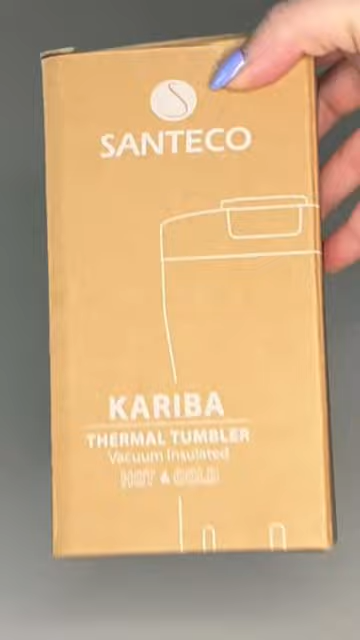 SANTECO
KARIBA
THERMAL TUMBLER
Vacuum Insulated
HOT & COLD